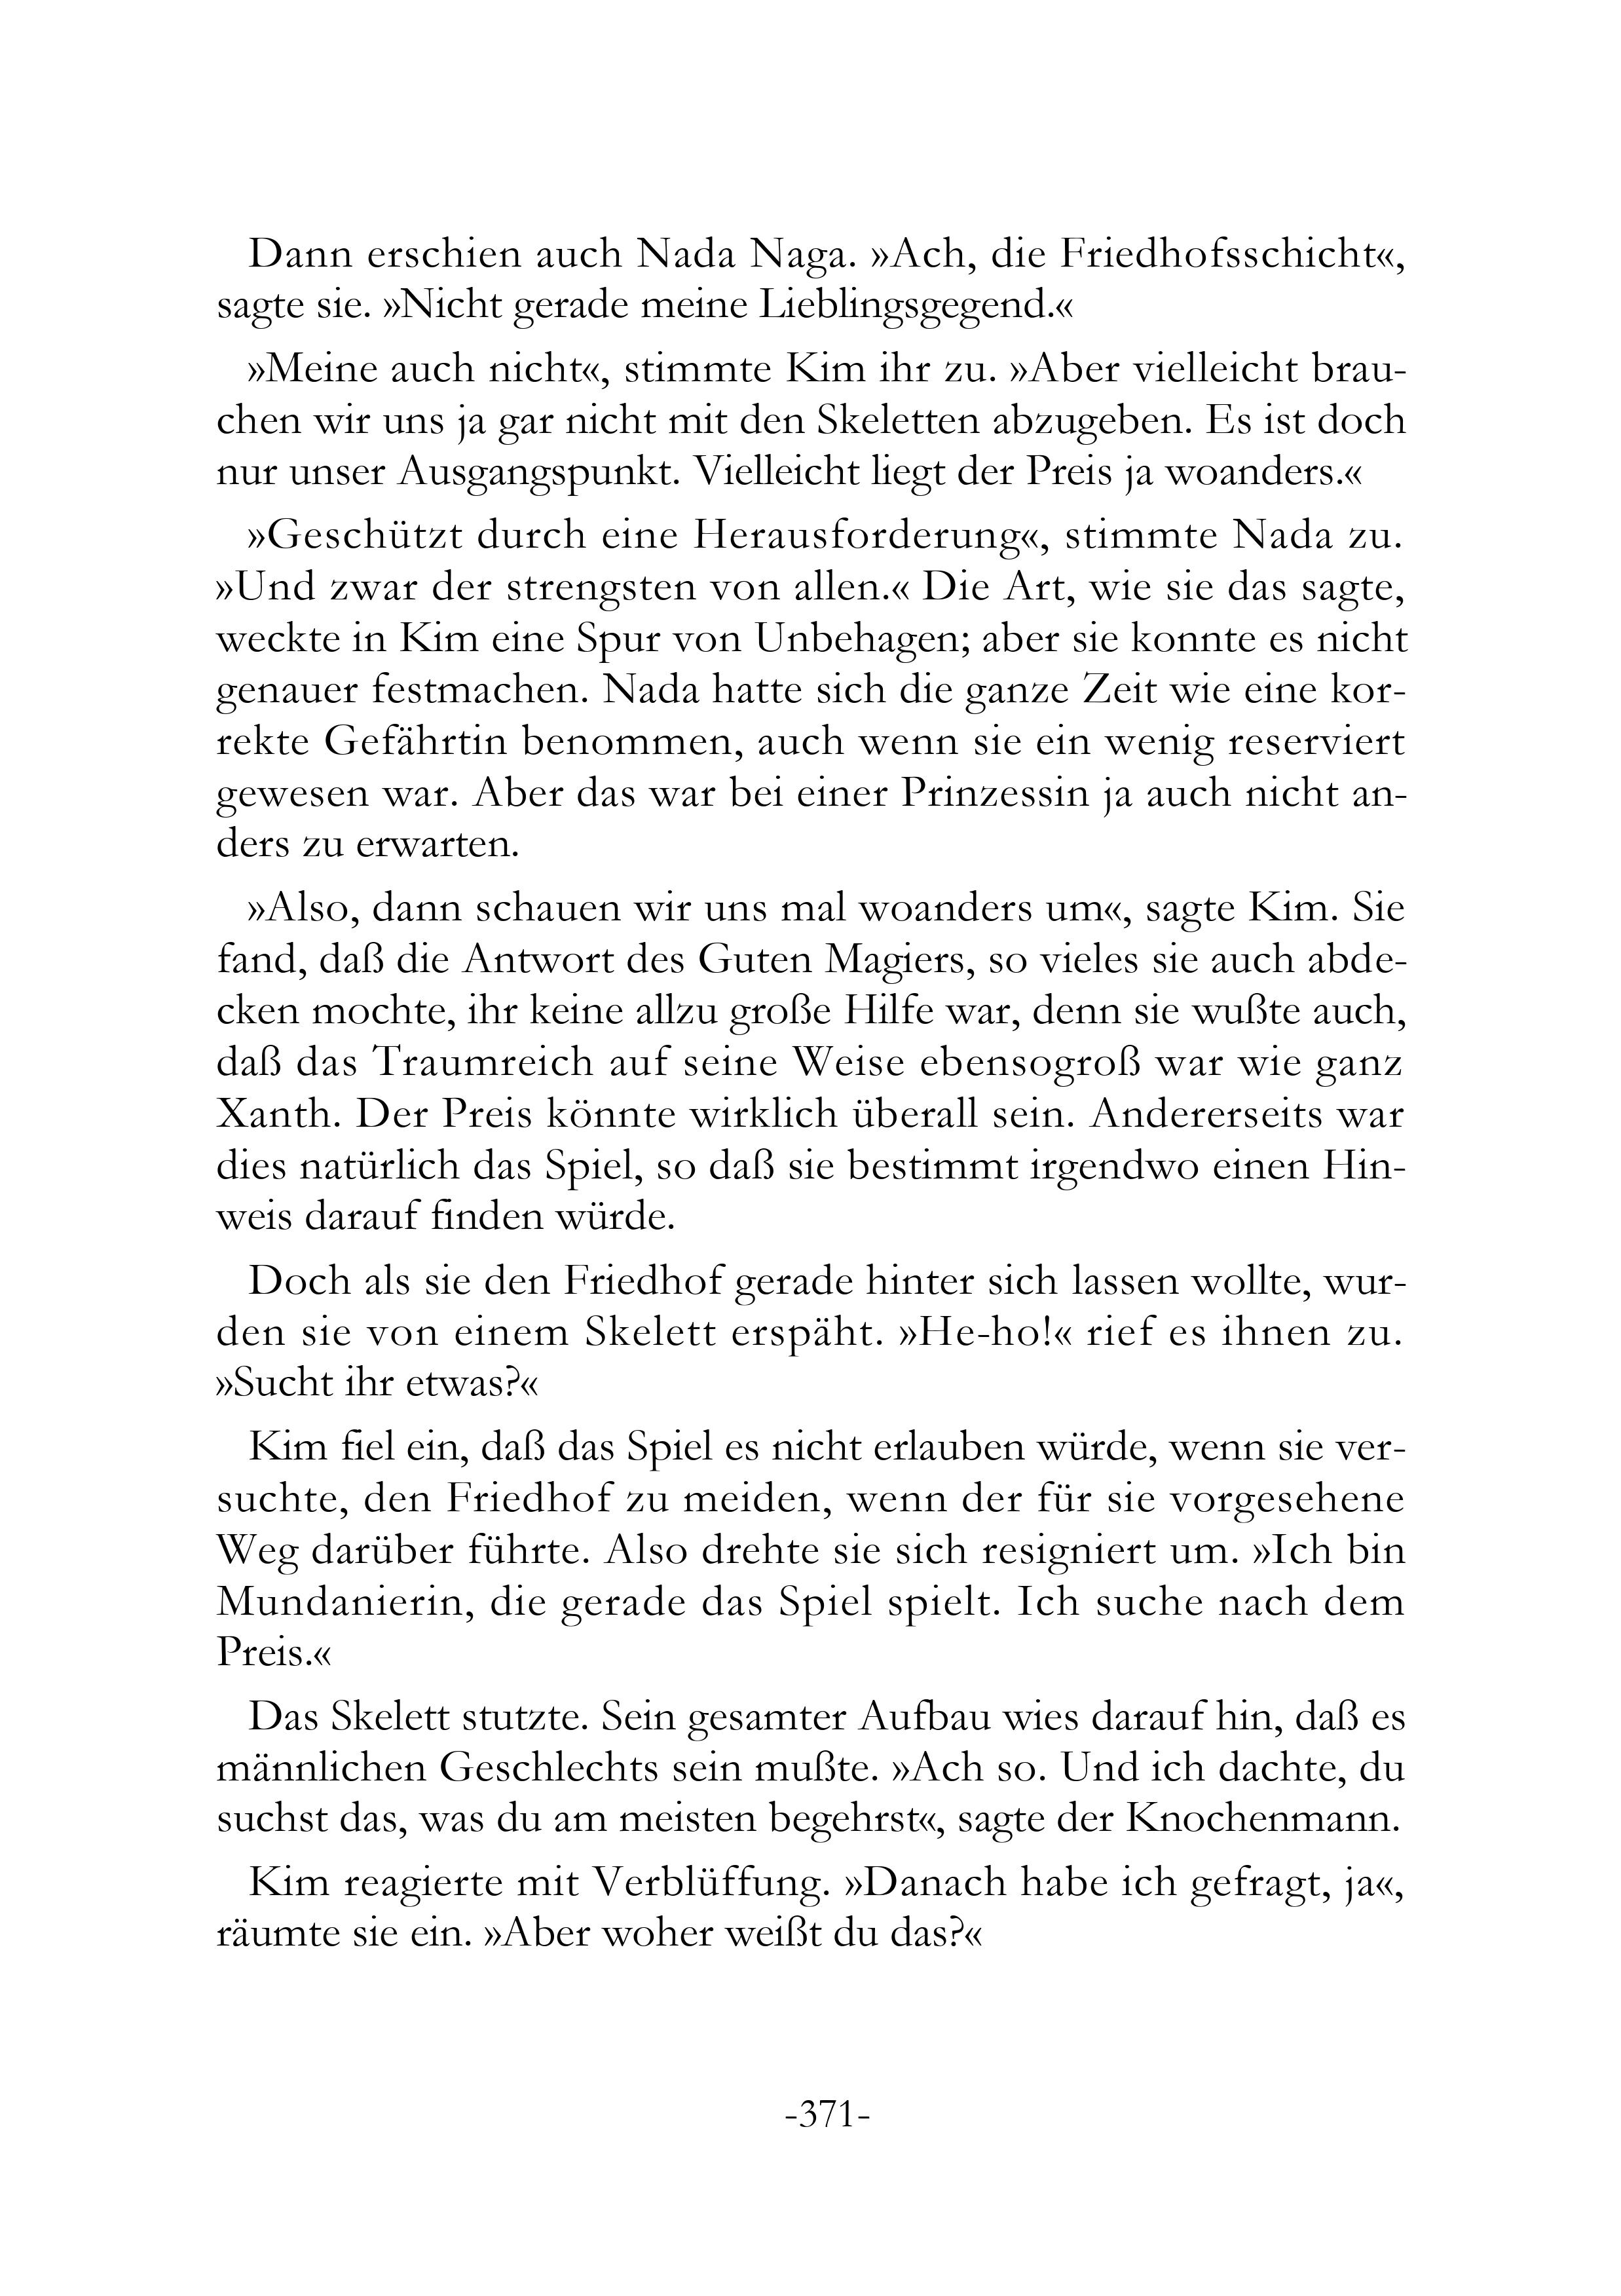 Dann erschien auch Nada Naga. »Ach, die Friedhofsschicht«,
sagte sie. »Nicht gerade meine Lieblingsgegend.«
»Meine auch nicht«, stimmte Kim ihr zu. »Aber vielleicht brau-
chen wir uns ja gar nicht mit den Skeletten abzugeben. Es ist doch
nur unser Ausgangspunkt. Vielleicht liegt der Preis ja woanders.«
»Geschützt durch eine Herausforderung«, stimmte Nada zu.
»Und zwar der strengsten von allen.« Die Art, wie sie das sagte,
weckte in Kim eine Spur von Unbehagen; aber sie konnte es nicht
genauer festmachen. Nada hatte sich die ganze Zeit wie eine kor-
rekte Gefährtin benommen, auch wenn sie ein wenig reserviert
gewesen war. Aber das war bei einer Prinzessin ja auch nicht an-
ders zu erwarten.
»Also, dann schauen wir uns mal woanders um«, sagte Kim. Sie
fand, daß die Antwort des Guten Magiers, so vieles sie auch abde-
cken mochte, ihr keine allzu große Hilfe war, denn sie wußte auch,
daß das Traumreich auf seine Weise ebensogroß war wie ganz
Xanth. Der Preis könnte wirklich überall sein. Andererseits war
dies natürlich das Spiel, so daß sie bestimmt irgendwo einen Hin-
weis darauf finden würde.
Doch als sie den Friedhof gerade hinter sich lassen wollte, wur-
den sie von einem Skelett erspäht. »He-ho!« rief es ihnen zu.
»Sucht ihr etwas?«
Kim fiel ein, daß das Spiel es nicht erlauben würde, wenn sie ver-
suchte, den Friedhof zu meiden, wenn der für sie vorgesehene
Weg darüber führte. Also drehte sie sich resigniert um. »Ich bin
Mundanierin, die gerade das Spiel spielt. Ich suche nach dem
Preis.«
Das Skelett stutzte. Sein gesamter Aufbau wies darauf hin, daß es
männlichen Geschlechts sein mußte. »Ach so. Und ich dachte, du
suchst das, was du am meisten begehrst«, sagte der Knochenmann.
Kim reagierte mit Verblüffung. »Danach habe ich gefragt, ja«,
räumte sie ein. »Aber woher weißt du das?«
-371-